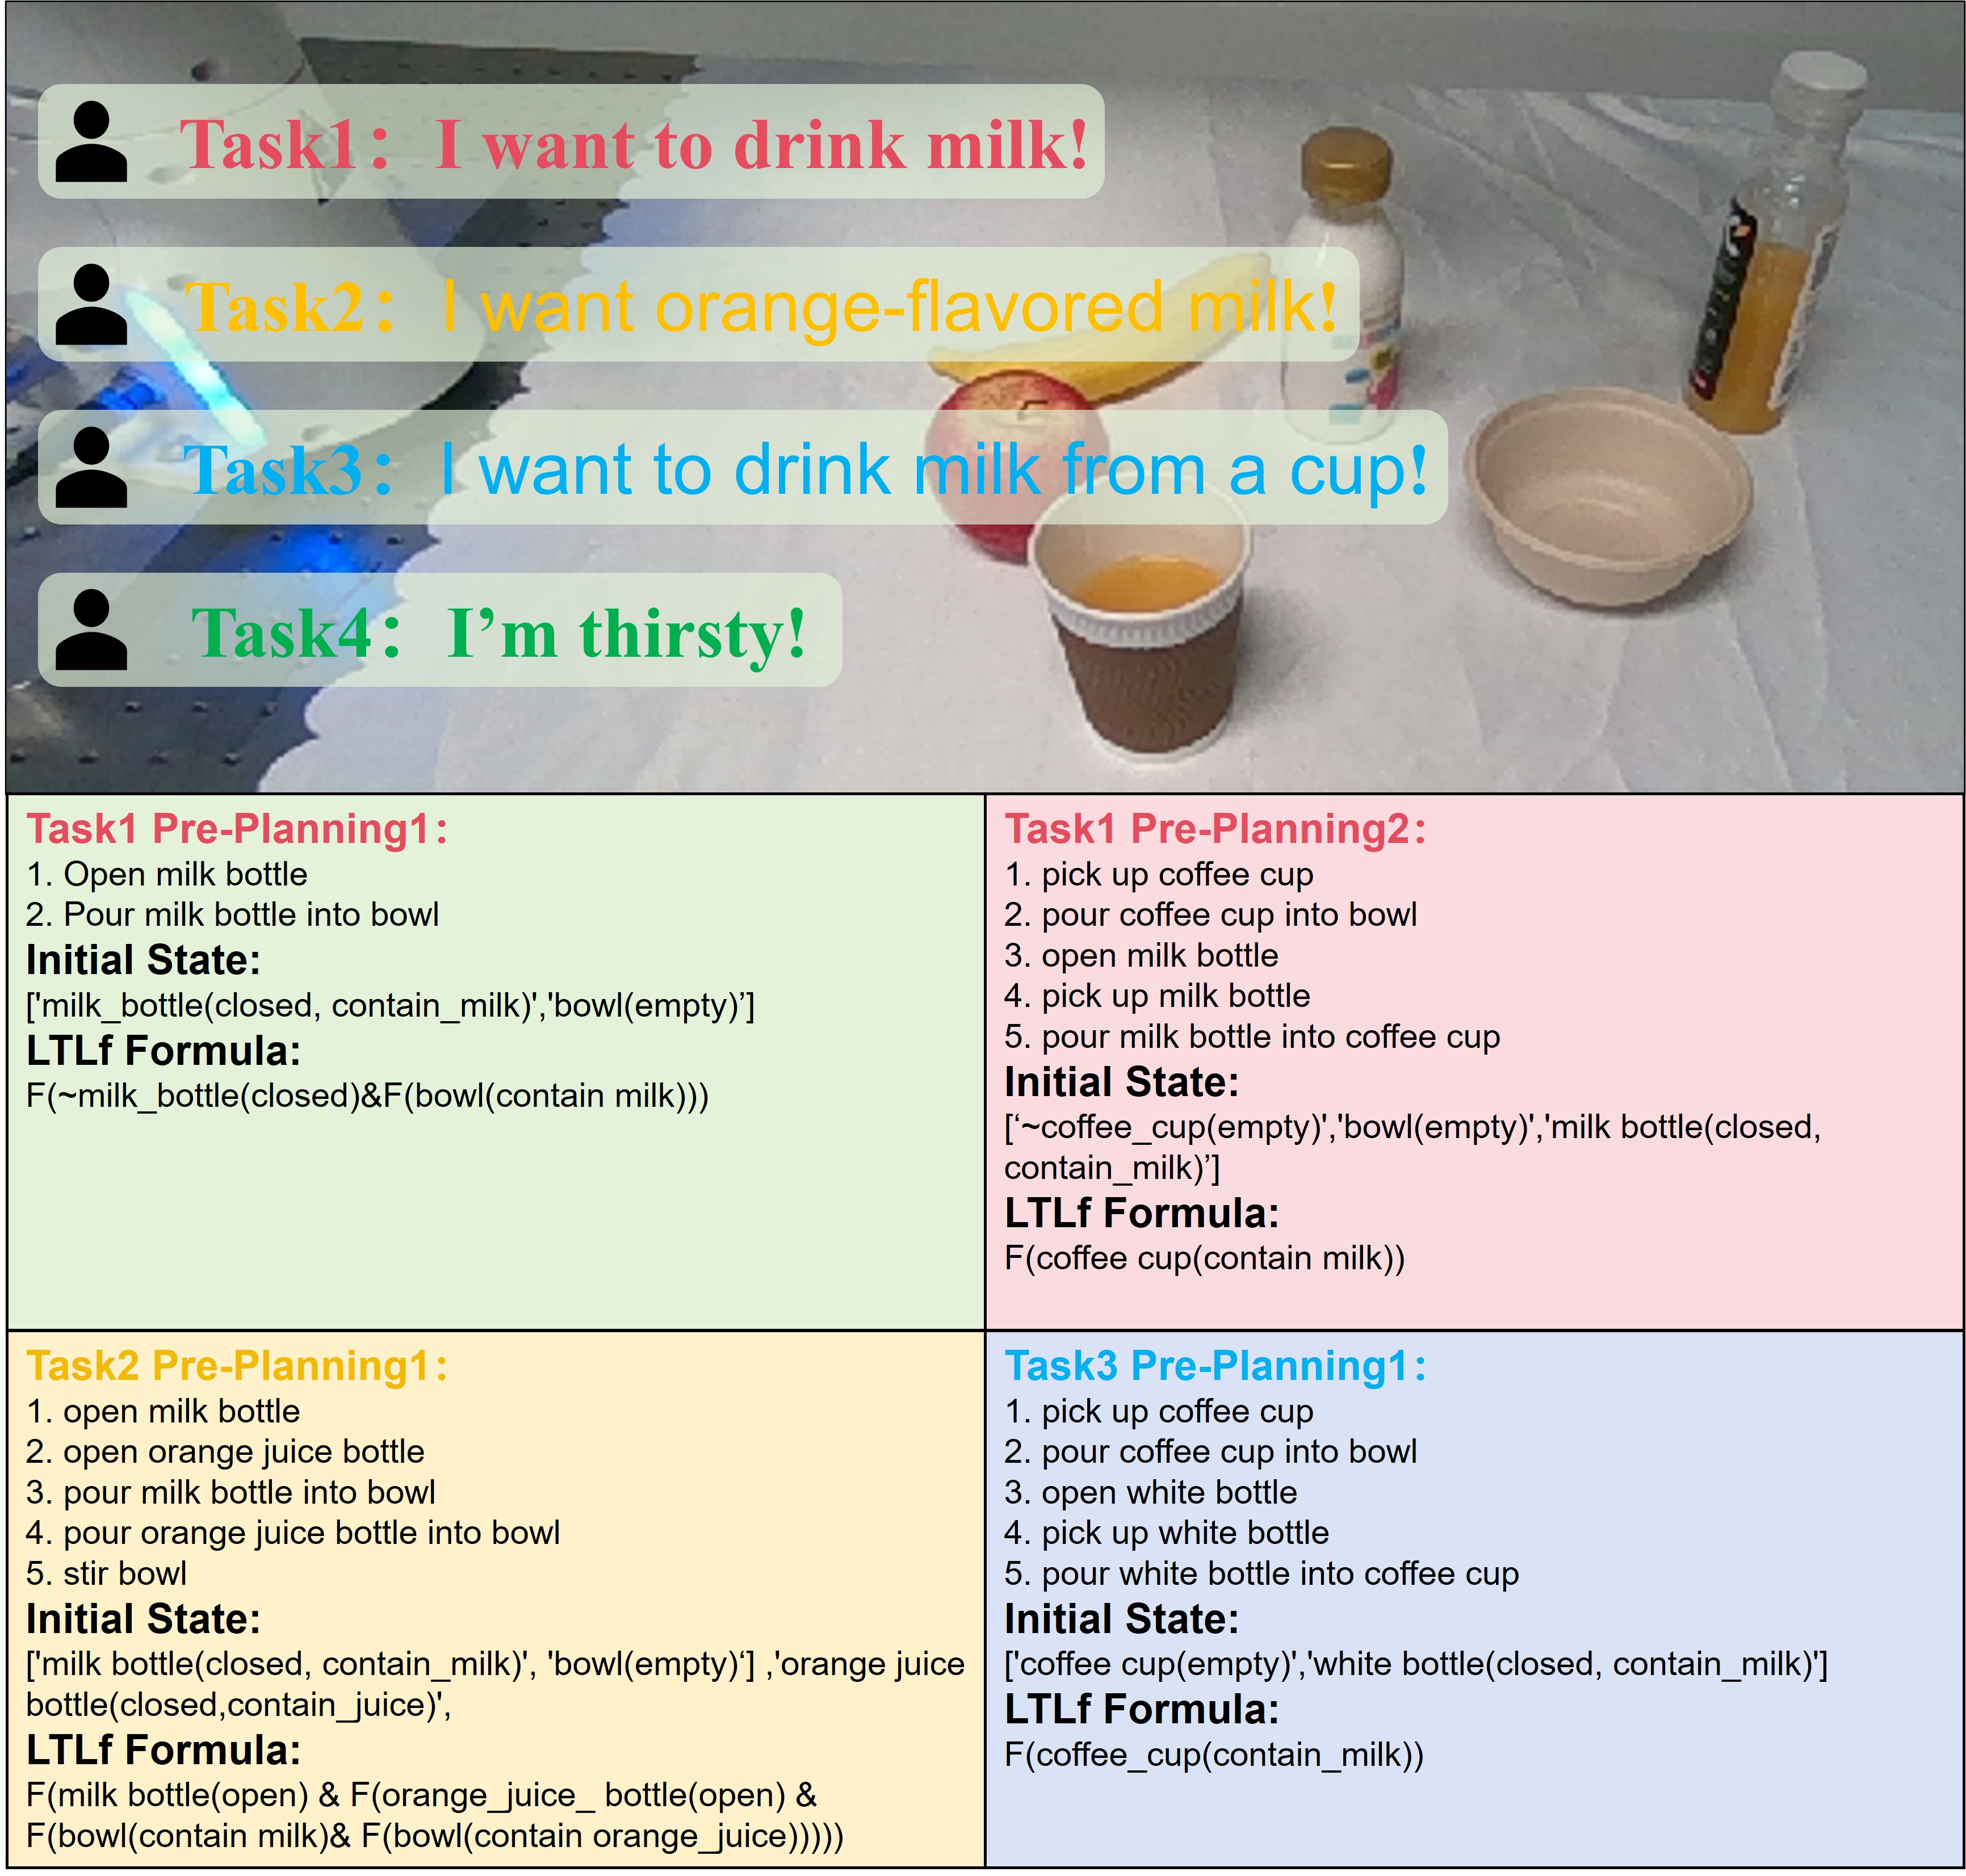 Task1: I want to drink milk!
Task2: I want orange-flavored milk!
Task3: I want to drink milk from a cup!
Task4: I’m thirsty!
Task1 Pre-Planning1:
1. Open milk bottle
2. Pour milk bottle into bowl
Initial State:
['milk_bottle(closed, contain_milk)','bowl(empty)’]
LTLf Formula:
F(~milk_bottle(closed)&F(bowl(contain milk)))
Task1 Pre-Planning2:
1. pick up coffee cup
2. pour coffee cup into bowl
3. open milk bottle
4. pick up milk bottle
5. pour milk bottle into coffee cup
Initial State:
[‘~coffee_cup(empty)','bowl(empty)','milk bottle(closed,
contain_milk)’]
LTLf Formula:
F(coffee cup(contain milk))
Task2 Pre-Planning1:
1. open milk bottle
2. open orange juice bottle
3. pour milk bottle into bowl
4. pour orange juice bottle into bowl
5. stir bowl
Initial State:
['milk bottle(closed, contain_milk)', 'bowl(empty)‘] ,'orange juice
bottle(closed,contain_juice)',
LTLf Formula:
F(milk bottle(open) & F(orange_juice_ bottle(open) &
F(bowl(contain milk)& F(bowl(contain orange_juice)))))
Task3 Pre-Planning1:
1. pick up coffee cup
2. pour coffee cup into bowl
3. open white bottle
4. pick up white bottle
5. pour white bottle into coffee cup
Initial State:
['coffee cup(empty)','white bottle(closed, contain_milk)']
LTLf Formula:
F(coffee_cup(contain_milk))